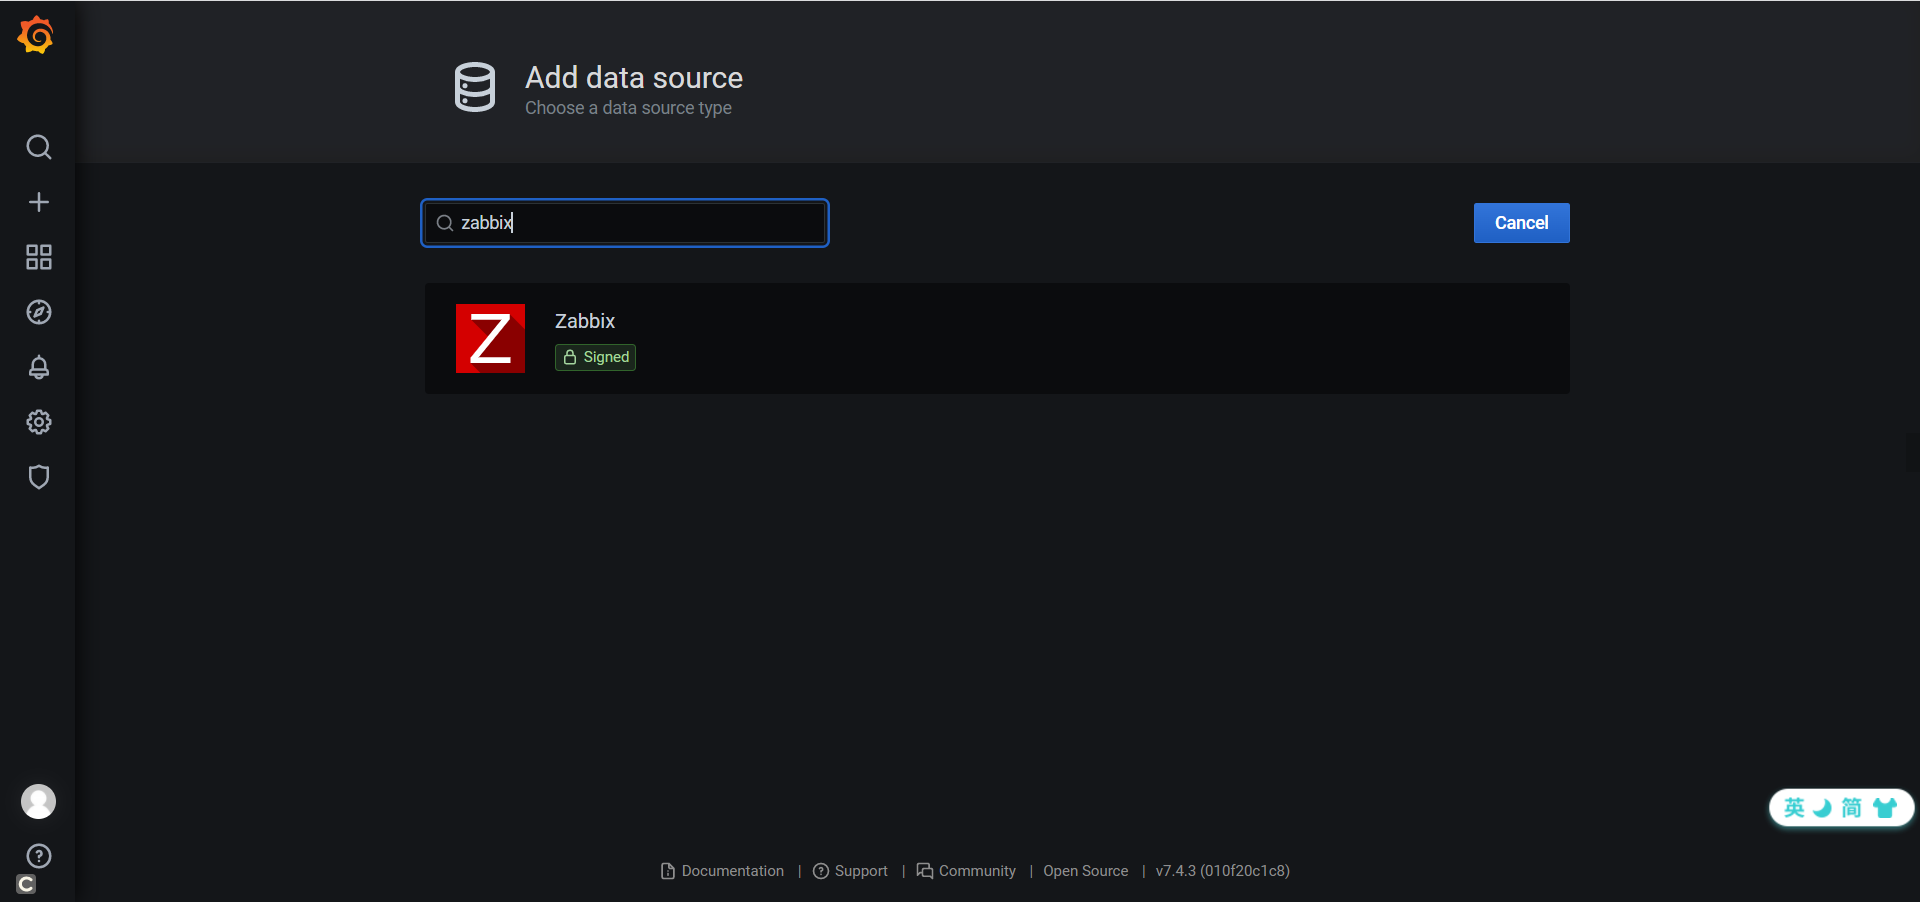 Add data source
Choose a data source type
zabbix
Cancel
Z
Zabbix
Signed
英 简
Documentation | Support | Community | Open Source | v7.4.3 (010f20c1c8)
C